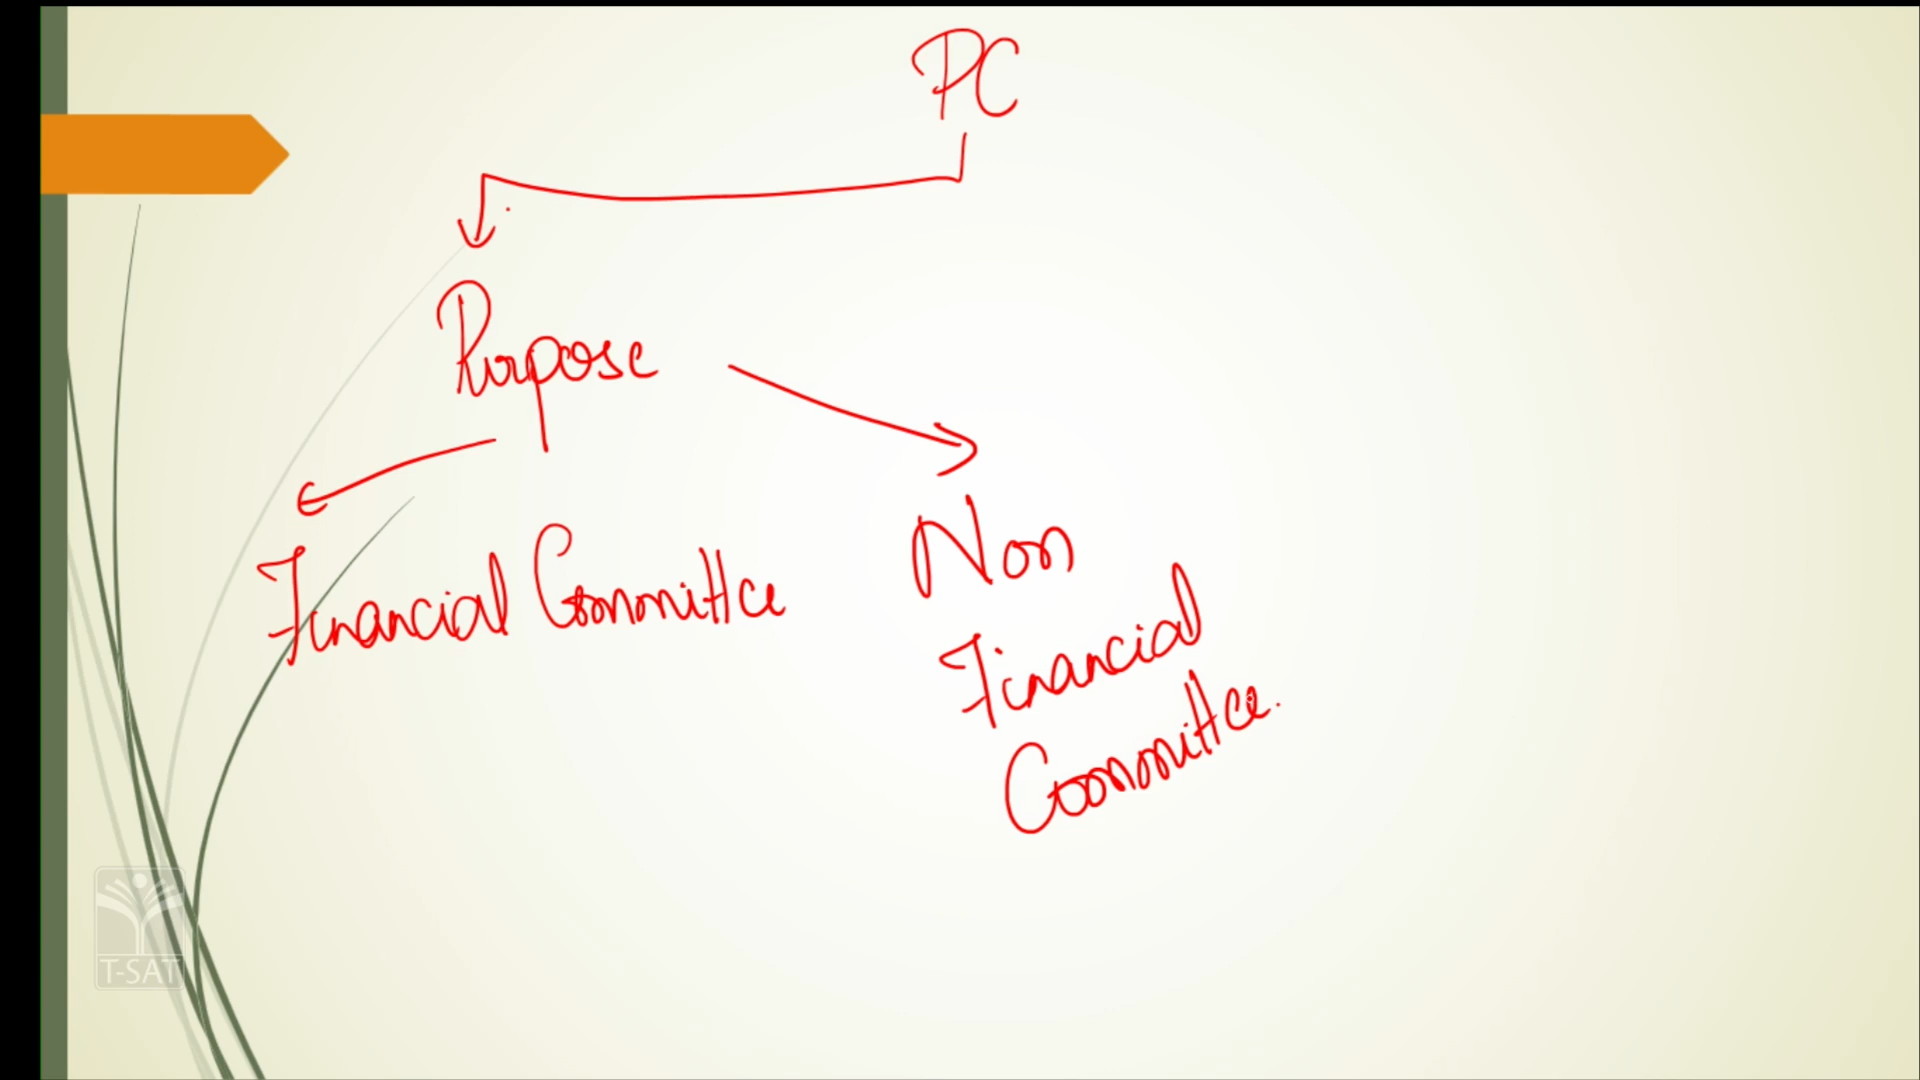 PC
Purpose
Financial Committee
Non
Financial
Committee.
T-SAT